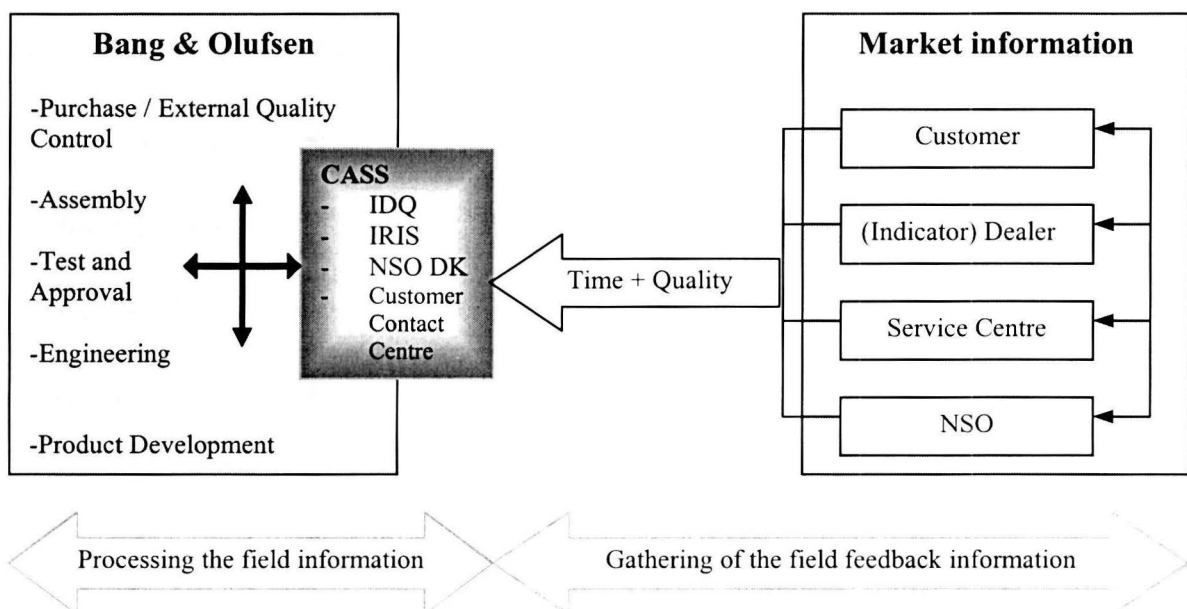 Bang & Olufsen
-Purchase / External Quality
Control
-Assembly
-Test and
Approval
-Engineering
-Product Development
CASS
- IDQ
- IRIS
- NSO DK
- Customer
Contact
Centre
Time + Quality
Market information
Customer
(Indicator) Dealer
Service Centre
NSO
Processing the field information
Gathering of the field feedback information